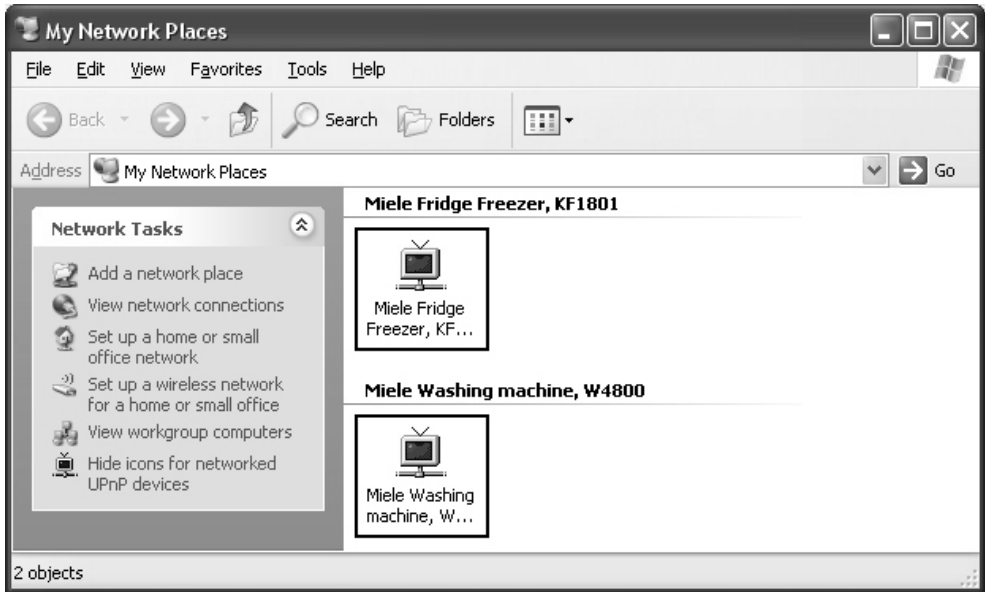 My Network Places
File Edit View Favorites Tools Help
Back Search Folders
Address My Network Places Go
Network Tasks
Add a network place
View network connections
Set up a home or small
office network
Set up a wireless network
for a home or small office
View workgroup computers
Hide icons for networked
UPnP devices
Miele Fridge Freezer, KF1801
Miele Fridge
Freezer, KF...
Miele Washing machine, W4800
Miele Washing
machine, W...
2 objects